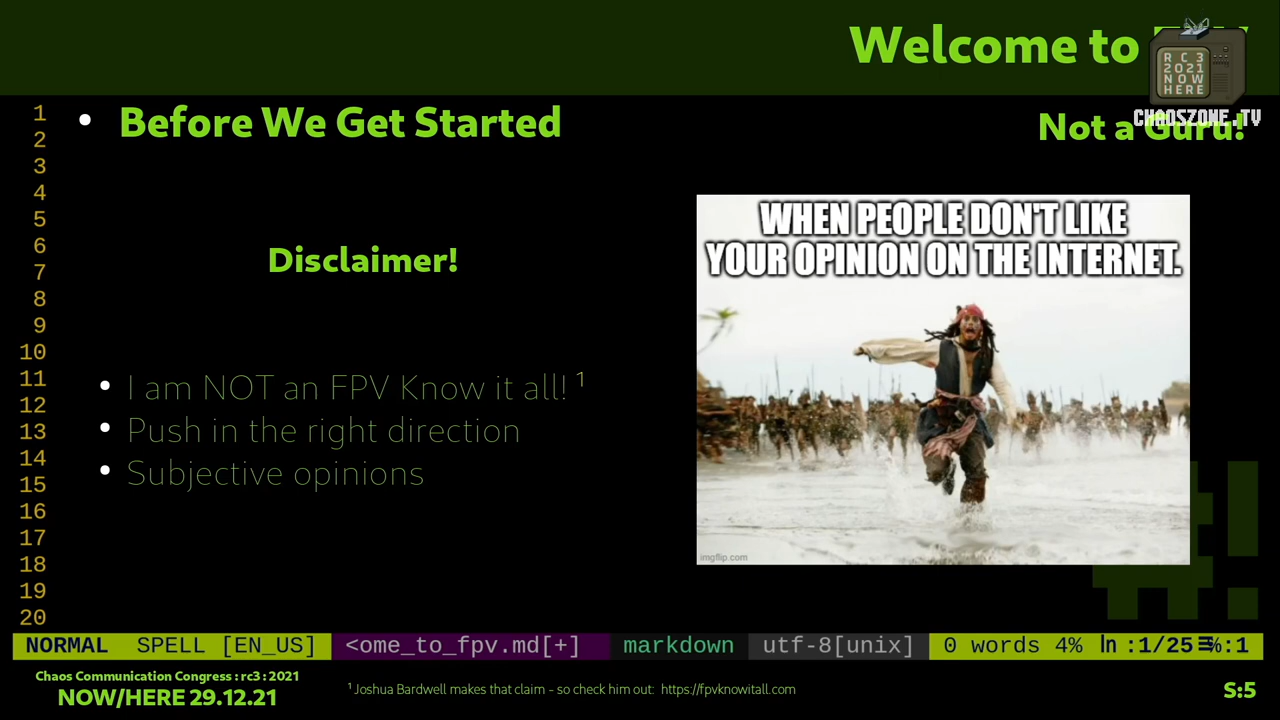 Welcome to
RC3
2021
NOW
HERE
CHAOSZONE.TV
Before We Get Started
Not a Guru!
1
2
3
4
5
6
7
8
9
10
11
12
13
14
15
16
17
18
19
20
Disclaimer!
I am NOT an FPV Know it all! ¹
Push in the right direction
Subjective opinions
WHEN PEOPLE DON'T LIKE
YOUR OPINION ON THE INTERNET.
imgflip.com
NORMAL SPELL [EN_US] <ome_to_fpv.md[+] markdown utf-8[unix] 0 words 4% ln :1/25 ☰%:1
Chaos Communication Congress : rc3 : 2021
NOW/HERE 29.12.21
¹ Joshua Bardwell makes that claim - so check him out: https://fpvknowitall.com
S:5